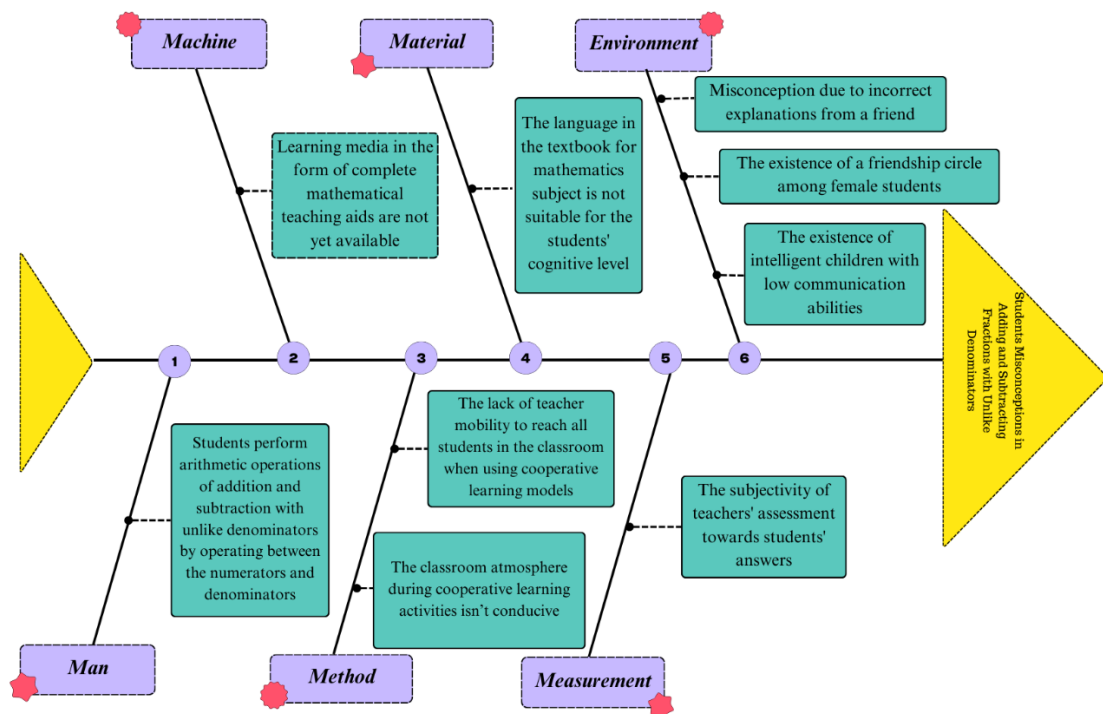 Machine
Material
Environment
Misconception due to incorrect
explanations from a friend
The language in
the textbook for
mathematics
subject is not
suitable for the
students'
cognitive level
Learning media in the
form of complete
mathematical
teaching aids are not
yet available
The existence of a friendship circle
among female students
The existence of
intelligent children with
low communication
abilities
Students Misconceptions in
Adding and Subtracting
Fractions with Unlike
Denominators
1
2
3
4
5
6
Students perform
arithmetic operations
of addition and
subtraction with
unlike denominators
by operating between
the numerators and
denominators
The lack of teacher
mobility to reach all
students in the classroom
when using cooperative
learning models
The classroom atmosphere
during cooperative learning
activities isn’t conducive
The subjectivity of
teachers' assessment
towards students'
answers
Man
Method
Measurement